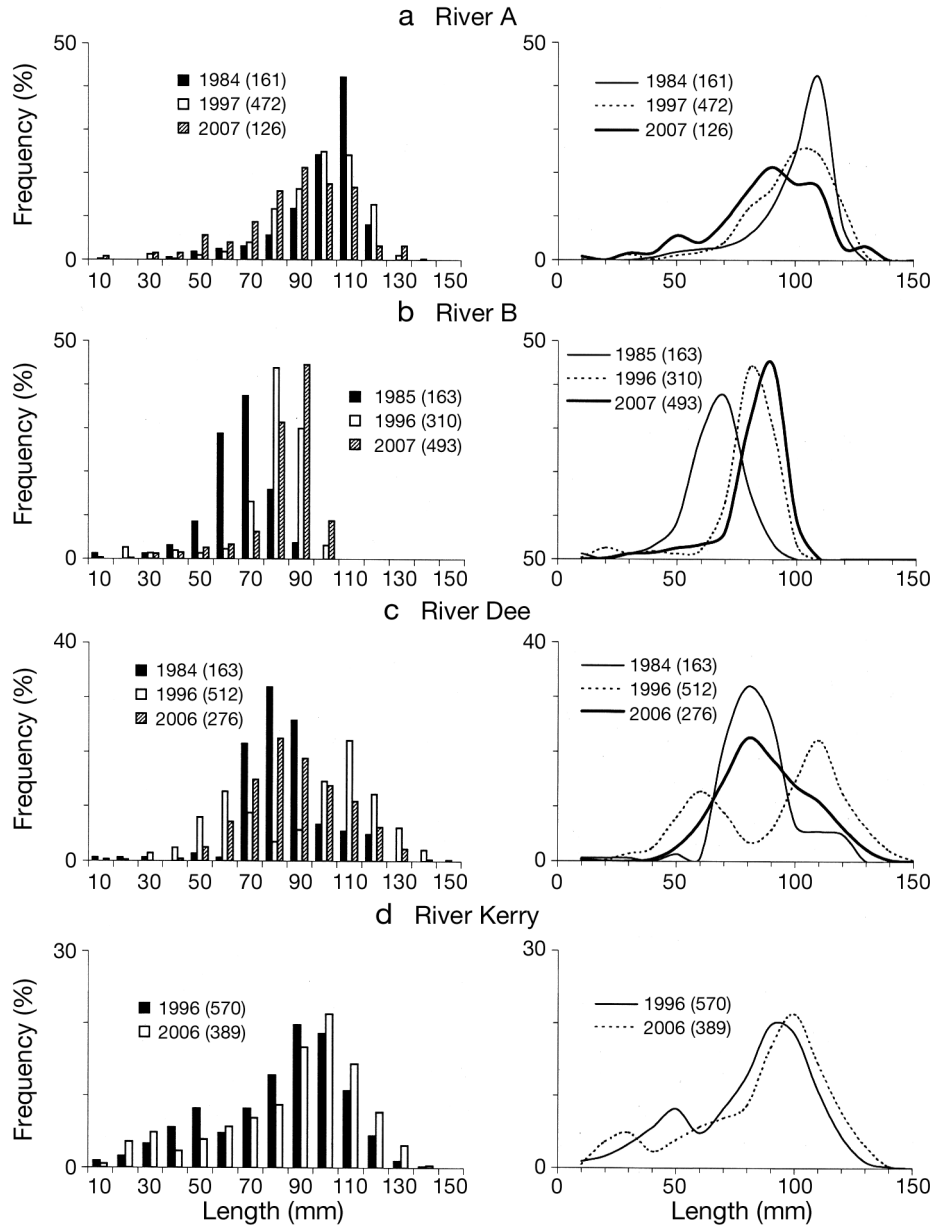 a River A
50
Frequency (%)
0
1984 (161)
1997 (472)
2007 (126)
10 30 50 70 90 110 130 150
50
0
1984 (161)
1997 (472)
2007 (126)
0 50 100 150
b River B
50
Frequency (%)
0
1985 (163)
1996 (310)
2007 (493)
10 30 50 70 90 110 130 150
50
50
1985 (163)
1996 (310)
2007 (493)
0 50 100 150
c River Dee
40
Frequency (%)
0
1984 (163)
1996 (512)
2006 (276)
10 30 50 70 90 110 130 150
40
0
1984 (163)
1996 (512)
2006 (276)
0 50 100 150
d River Kerry
30
Frequency (%)
0
1996 (570)
2006 (389)
10 30 50 70 90 110 130 150
Length (mm)
30
0
1996 (570)
2006 (389)
0 50 100 150
Length (mm)